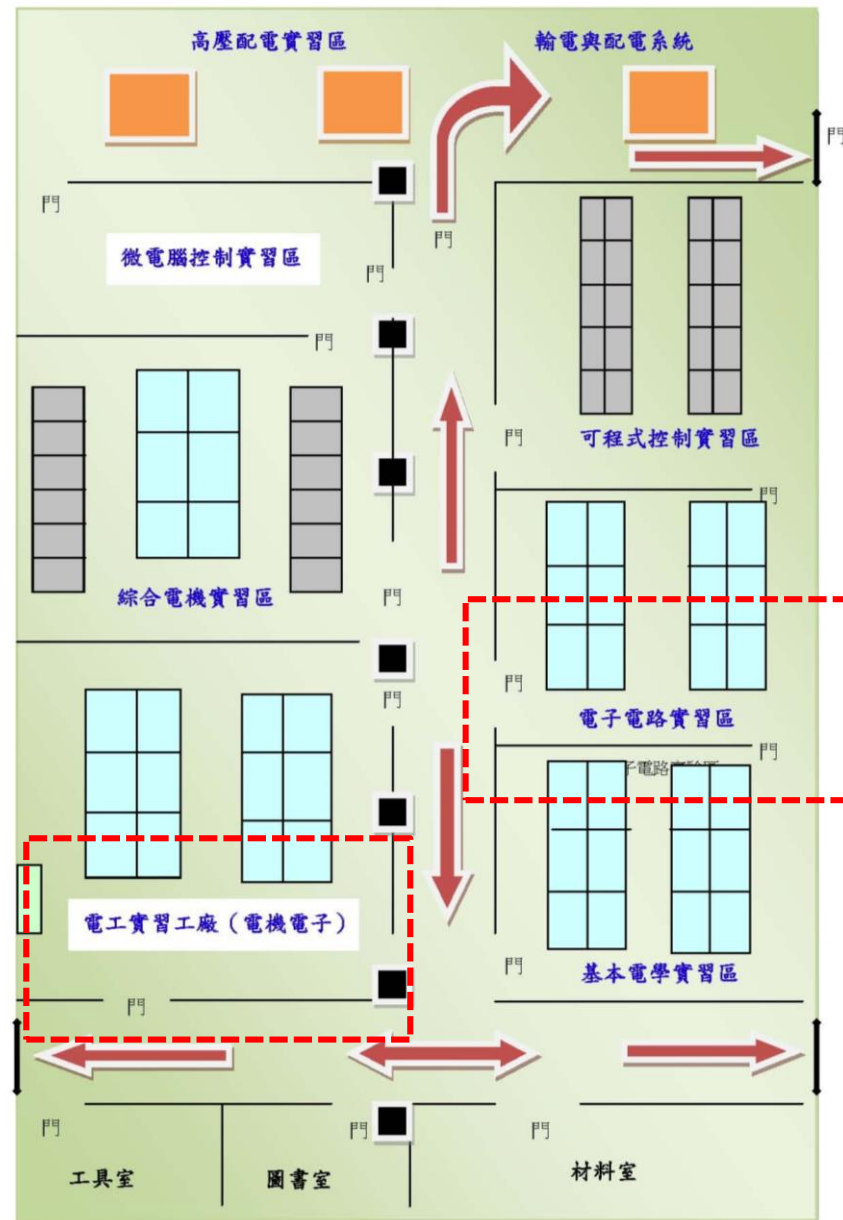 高壓配電實習區
輸電與配電系統
門
門
門
微電腦控制實習區
門
門
門
可程式控制實習區
門
綜合電機實習區
門
門
門
電子電路實習區
門
子電路
電工實習工廠（電機電子）
門
基本電學實習區
門
門
門
門
工具室
圖書室
材料室